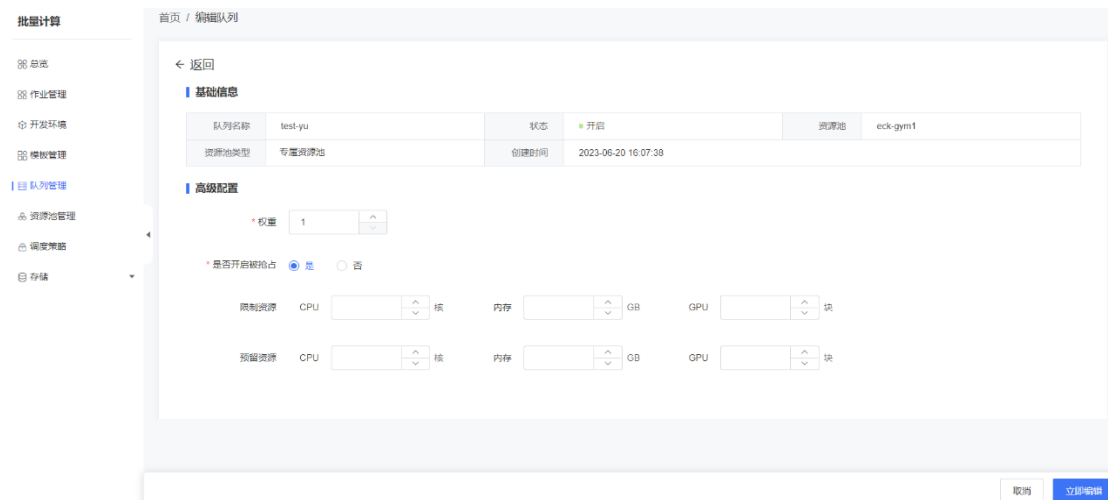 批量计算
首页 / 编辑队列
总览
作业管理
开发环境
模板管理
队列管理
资源池管理
调度策略
存储
← 返回
基础信息
队列名称 test-yu 状态 开启 资源池 eck-gym1
资源池类型 专属资源池 创建时间 2023-06-20 16:07:38
高级配置
* 权重 1
* 是否开启被抢占 是 否
限制资源 CPU 核 内存 GB GPU 块
预留资源 CPU 核 内存 GB GPU 块
取消 立即编辑